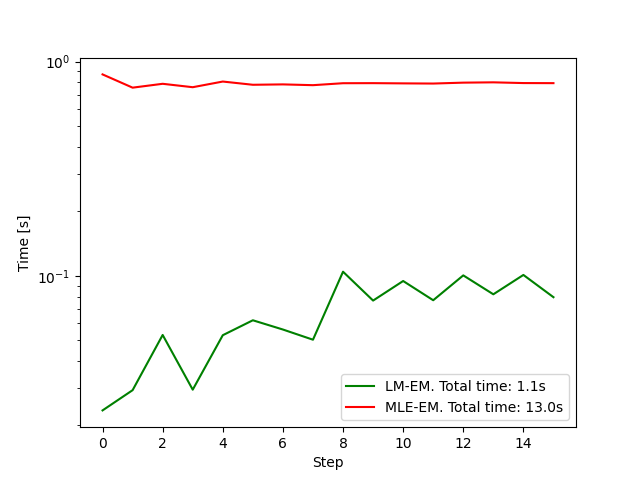 10⁰
10⁻¹
Time [s]
LM-EM. Total time: 1.1s
MLE-EM. Total time: 13.0s
0 2 4 6 8 10 12 14
Step